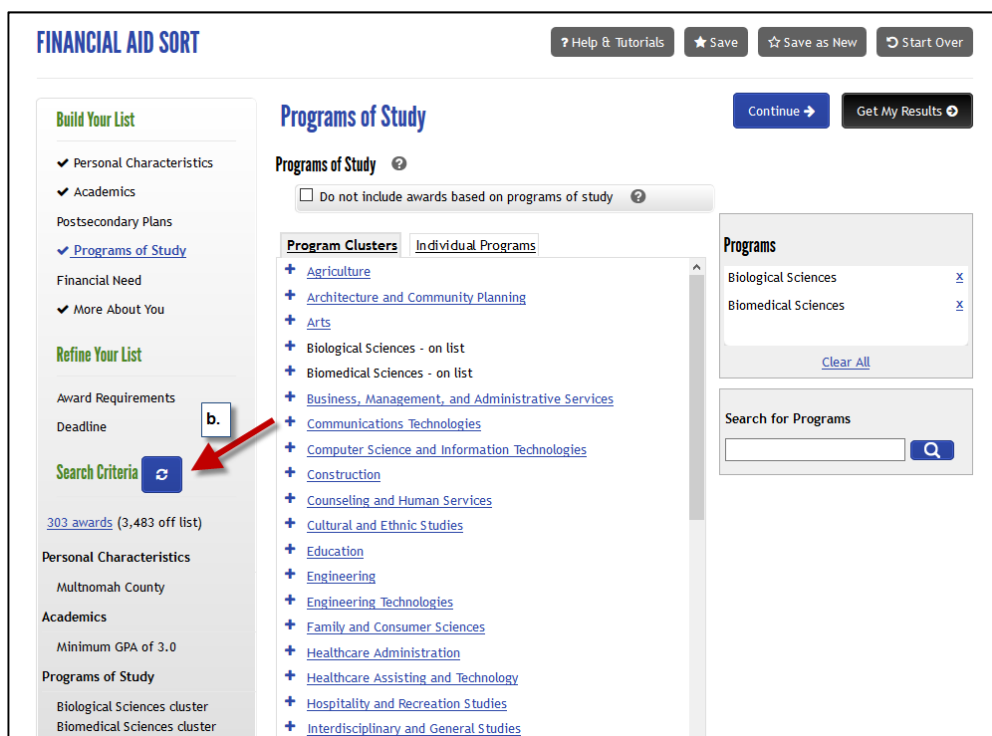 FINANCIAL AID SORT
? Help & Tutorials
Save
Save as New
Start Over
Build Your List
Personal Characteristics
Academics
Postsecondary Plans
Programs of Study
Financial Need
More About You
Refine Your List
Award Requirements
Deadline
b.
Search Criteria
303 awards (3,483 off list)
Personal Characteristics
Multnomah County
Academics
Minimum GPA of 3.0
Programs of Study
Biological Sciences cluster
Biomedical Sciences cluster
Programs of Study
Continue
Get My Results
Programs of Study ?
Do not include awards based on programs of study ?
Program Clusters Individual Programs
+ Agriculture
+ Architecture and Community Planning
+ Arts
+ Biological Sciences - on list
+ Biomedical Sciences - on list
+ Business, Management, and Administrative Services
+ Communications Technologies
+ Computer Science and Information Technologies
+ Construction
+ Counseling and Human Services
+ Cultural and Ethnic Studies
+ Education
+ Engineering
+ Engineering Technologies
+ Family and Consumer Sciences
+ Healthcare Administration
+ Healthcare Assisting and Technology
+ Hospitality and Recreation Studies
+ Interdisciplinary and General Studies
Programs
Biological Sciences x
Biomedical Sciences x
Clear All
Search for Programs